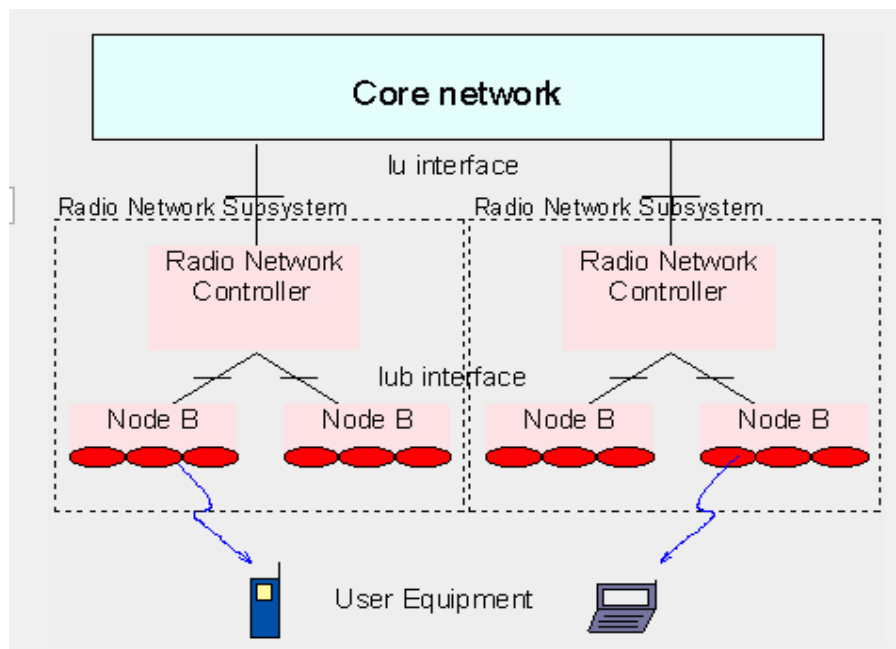 Core network
Iu interface
Radio Network Subsystem
Radio Network Subsystem
Radio Network
Controller
Radio Network
Controller
Iub interface
Node B
Node B
Node B
Node B
User Equipment